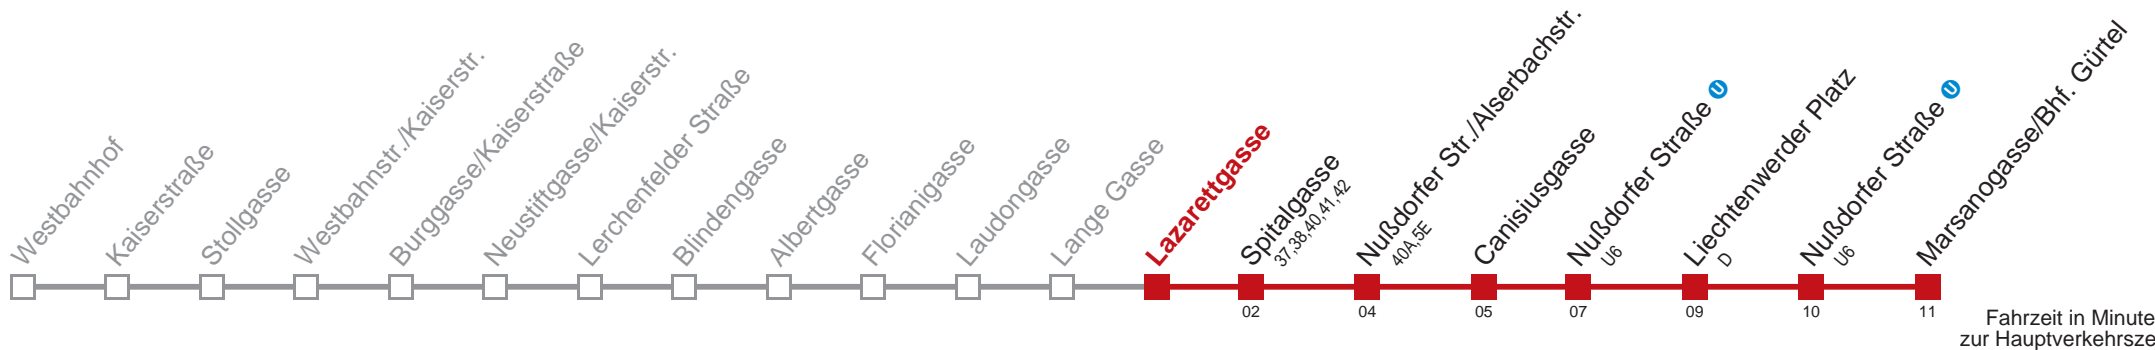 Westbahnhof
Kaiserstraße
Stollgasse
Westbahnstr./Kaiserstr.
Burggasse/Kaiserstraße
Neustiftgasse/Kaiserstr.
Lerchenfelder Straße
Blindengasse
Albertgasse
Florianigasse
Laudongasse
Lange Gasse
Lazarettgasse
Spitalgasse
37,38,40,41,42
Nußdorfer Str./Alserbachstr.
40A,5E
Canisiusgasse
Nußdorfer Straße U
U6
Liechtenwerder Platz
D
Nußdorfer Straße U
U6
Marsanogasse/Bhf. Gürtel
02
04
05
07
09
10
11
Fahrzeit in Minute
zur Hauptverkehrsze